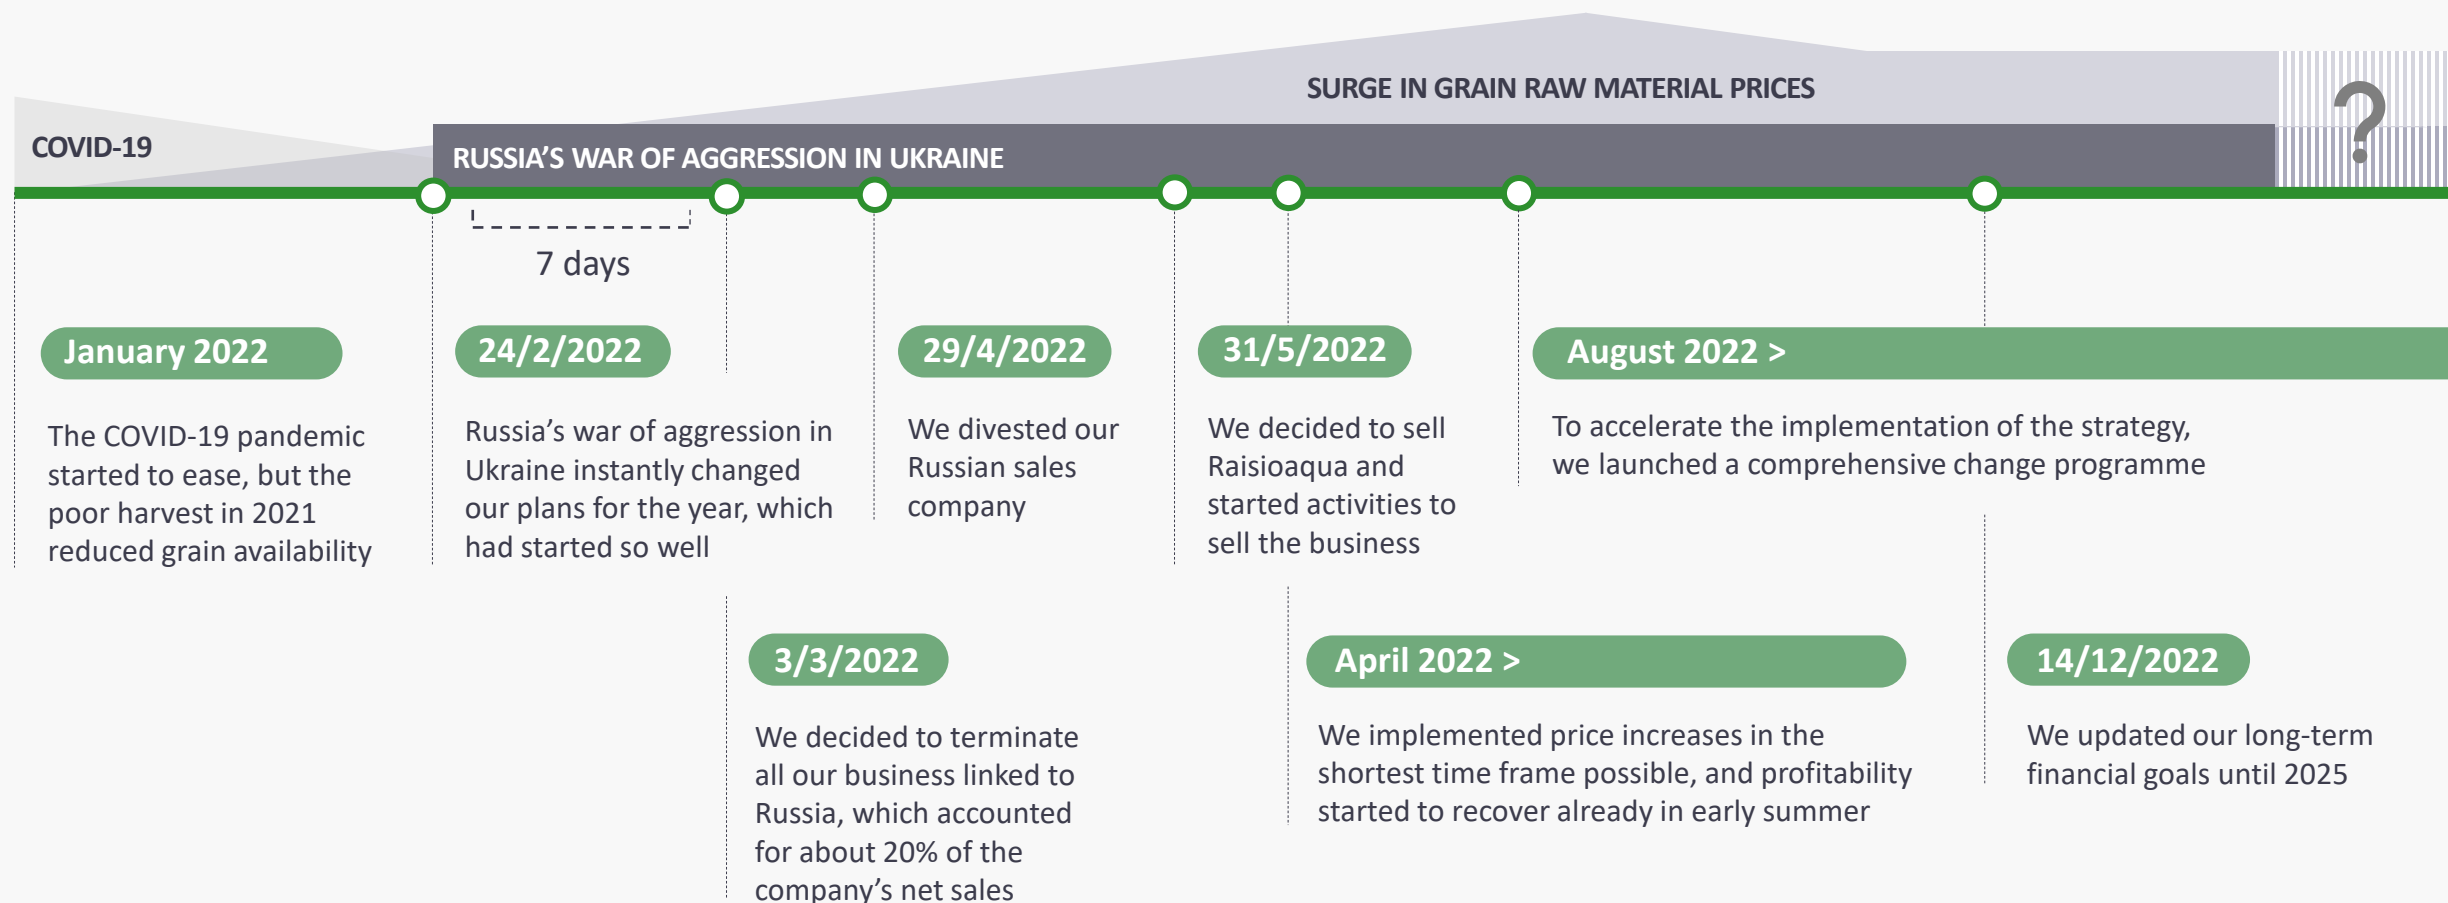 SURGE IN GRAIN RAW MATERIAL PRICES
COVID-19
RUSSIA’S WAR OF AGGRESSION IN UKRAINE
?
7 days
January 2022
The COVID-19 pandemic
started to ease, but the
poor harvest in 2021
reduced grain availability
24/2/2022
Russia’s war of aggression in
Ukraine instantly changed
our plans for the year, which
had started so well
3/3/2022
We decided to terminate
all our business linked to
Russia, which accounted
for about 20% of the
company’s net sales
29/4/2022
We divested our
Russian sales
company
31/5/2022
We decided to sell
Raisioaqua and
started activities to
sell the business
April 2022 >
We implemented price increases in the
shortest time frame possible, and profitability
started to recover already in early summer
August 2022 >
To accelerate the implementation of the strategy,
we launched a comprehensive change programme
14/12/2022
We updated our long-term
financial goals until 2025